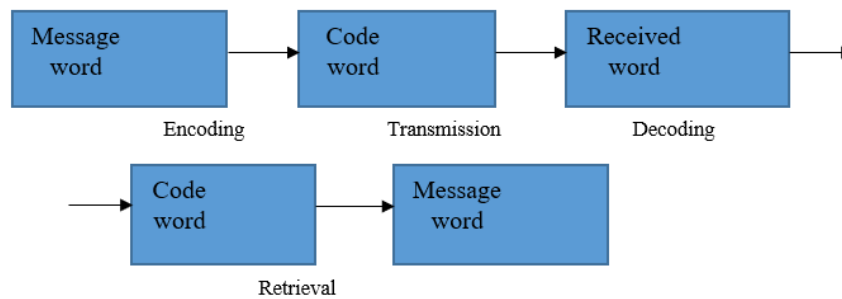 Message
word
Code
word
Received
word
Encoding
Transmission
Decoding
Code
word
Message
word
Retrieval